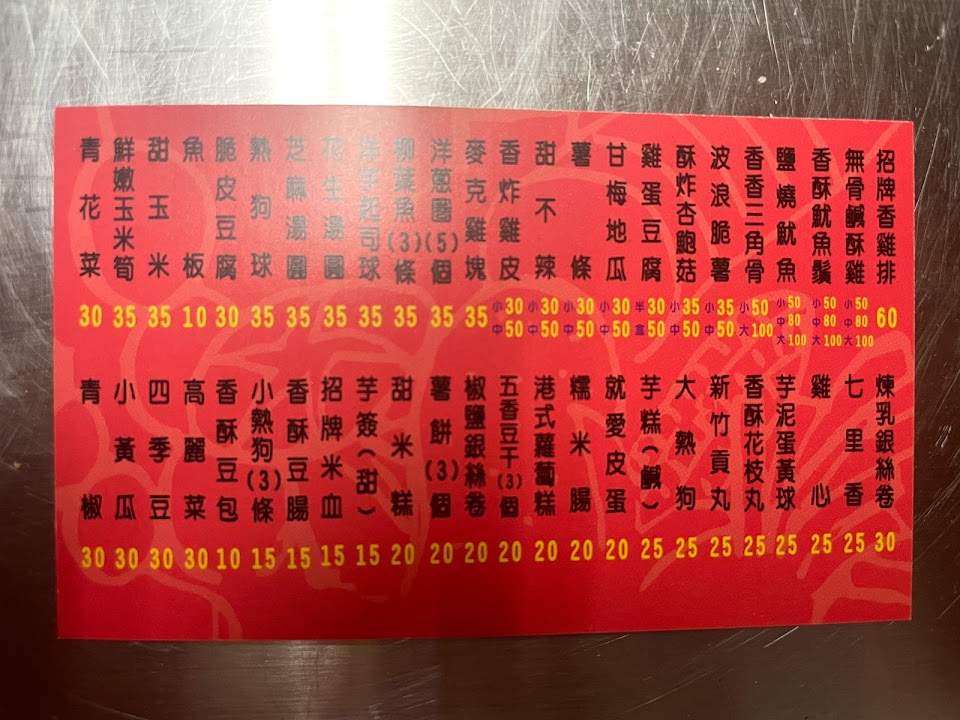 招牌香雞排 60
無骨鹹酥雞 小50 中80 大100
香酥魷魚鬚 小50 中80 大100
鹽燒魷魚 小50 中80 大100
香香三角骨 小50 大100
波浪脆薯 小35 中50
酥炸杏鮑菇 小35 中50
雞蛋豆腐 半30 盒50
甘梅地瓜 小30 中50
薯條 小30 中50
甜不辣 小30 中50
香炸雞皮 小30 中50
麥克雞塊 35
洋蔥圈(5)個 35
柳葉魚(3)條 35
洋芋起司球 35
花生湯圓 35
芝麻湯圓 35
熱狗球 35
脆皮豆腐 30
魚板 10
甜玉米 35
鮮嫩玉米筍 35
青花菜 30
煉乳銀絲卷 30
七里香 25
雞心 25
芋泥蛋黃球 25
香酥花枝丸 25
新竹貢丸 25
大熱狗 25
芋糕(鹹) 25
就愛皮蛋 20
糯米腸 20
港式蘿蔔糕 20
五香豆干(3)個 20
椒鹽銀絲卷 20
薯餅(3)個 20
甜米糕 20
芋簽(甜) 15
招牌米血 15
香酥豆腸 15
小熱狗(3)條 15
香酥豆包 10
高麗菜 30
四季豆 30
小黃瓜 30
青椒 30